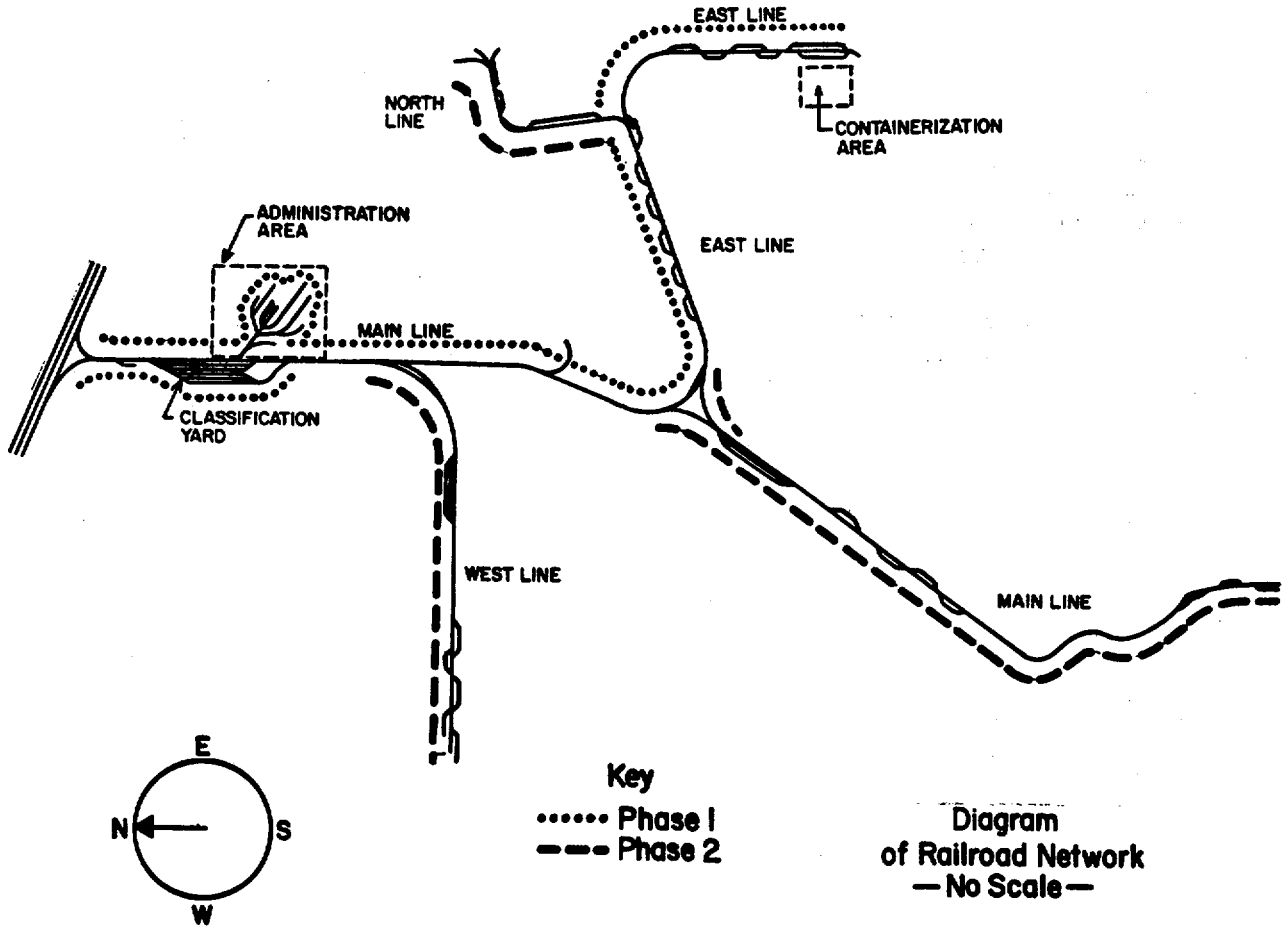 EAST LINE
NORTH
LINE
CONTAINERIZATION
AREA
ADMINISTRATION
AREA
EAST LINE
MAIN LINE
CLASSIFICATION
YARD
WEST LINE
MAIN LINE
E
N
S
W
Key
Phase 1
Phase 2
Diagram
of Railroad Network
— No Scale —